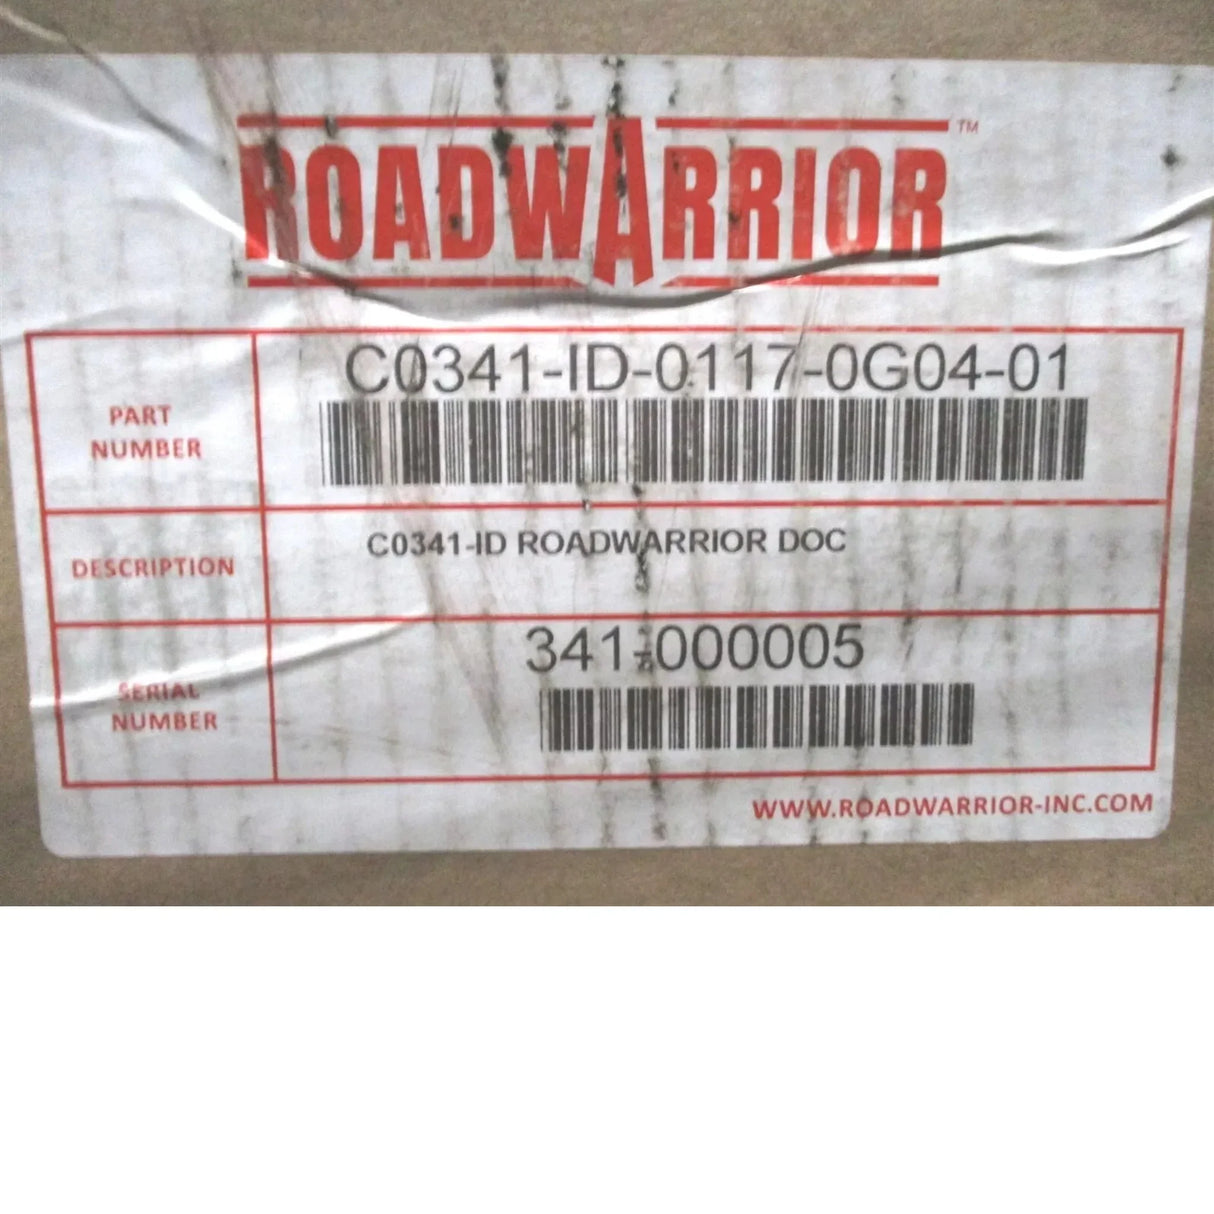 ROADWARRIOR™
PART
NUMBER
C0341-ID-0117-0G04-01
DESCRIPTION
C0341-ID ROADWARRIOR DOC
SERIAL
NUMBER
341-000005
WWW.ROADWARRIOR-INC.COM